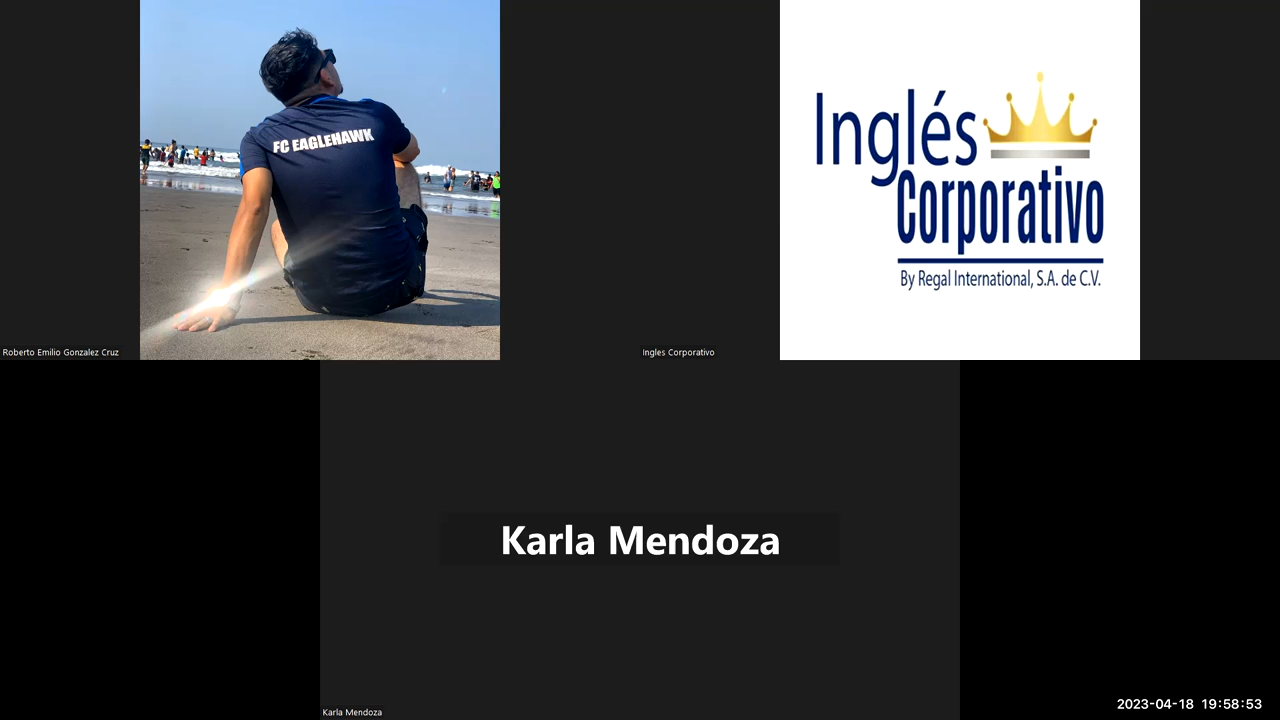 FC EAGLEHAWK
Inglés
Corporativo
By Regal International, S.A. de C.V.
Roberto Emilio Gonzalez Cruz
Ingles Corporativo
Karla Mendoza
Karla Mendoza
2023-04-18 19:58:53